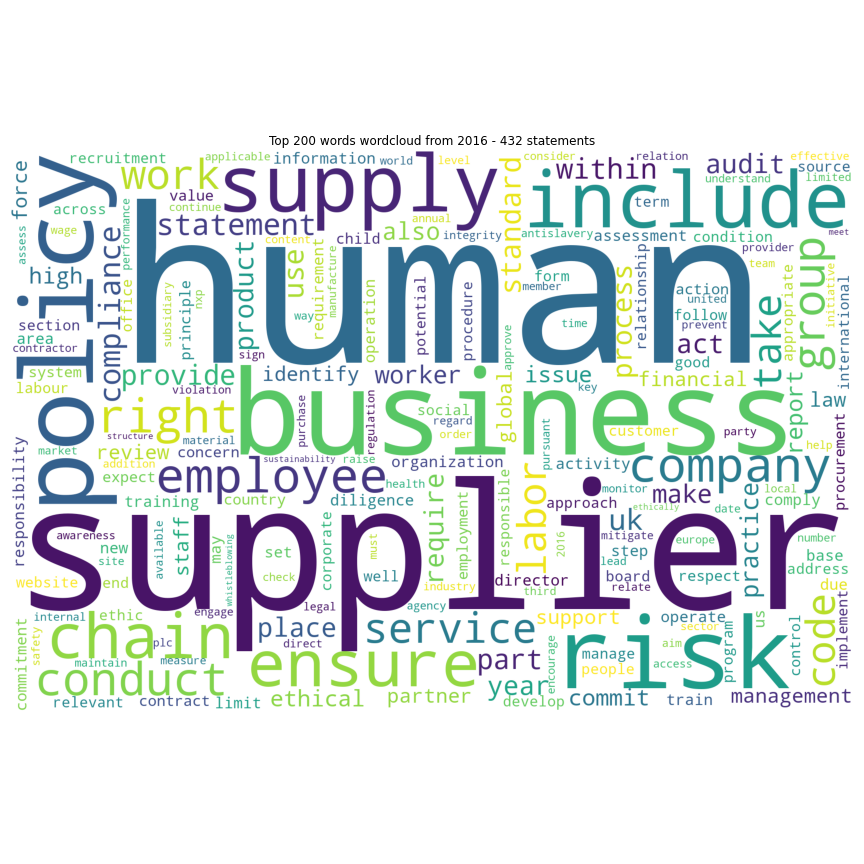 Top 200 words wordcloud from 2016 - 432 statements
recruitment
applicable
information
world
level
consider
relation
effective
force
policy
work
supply
standard
within
audit
source
understand
limited
value
continue
across
statement
also
annual
include
term
wage
performance
child
integrity
antislavery
assessment
condition
provider
meet
assess
compliance
human
content
use
requirement
manufacture
team
high
office
subsidiary
nxp
principle
product
way
operation
potential
procedure
form
member
process
relationship
action
united
follow
prevent
appropriate
initiative
group
international
section
area
contractor
sign
time
act
good
take
system
labour
provide
violation
identify
worker
approve
issue
key
financial
report
law
market
right
business
purchase
social
regard
order
regulation
global
pursuant
customer
party
help
procurement
structure
material
review
concern
addition
sustainability
raise
organization
activity
company
responsibility
expect
employee
health
training
country
diligence
require
employment
responsible
labor
approach
monitor
ethically
make
local
comply
date
practice
supplier
awareness
new
site
available
staff
may
whistleblowing
set
check
corporate
well
must
industry
2016
uk
mitigate
step
lead
europe
number
base
address
website
end
director
third
board
relate
respect
due
internal
ethic
engage
legal
agency
plc
direct
commitment
safety
chain
place
service
support
operate
sector
us
control
code
implement
maintain
measure
conduct
ensure
part
encourage
risk
manage
people
aim
access
program
relevant
contract
limit
ethical
partner
year
develop
commit
train
management